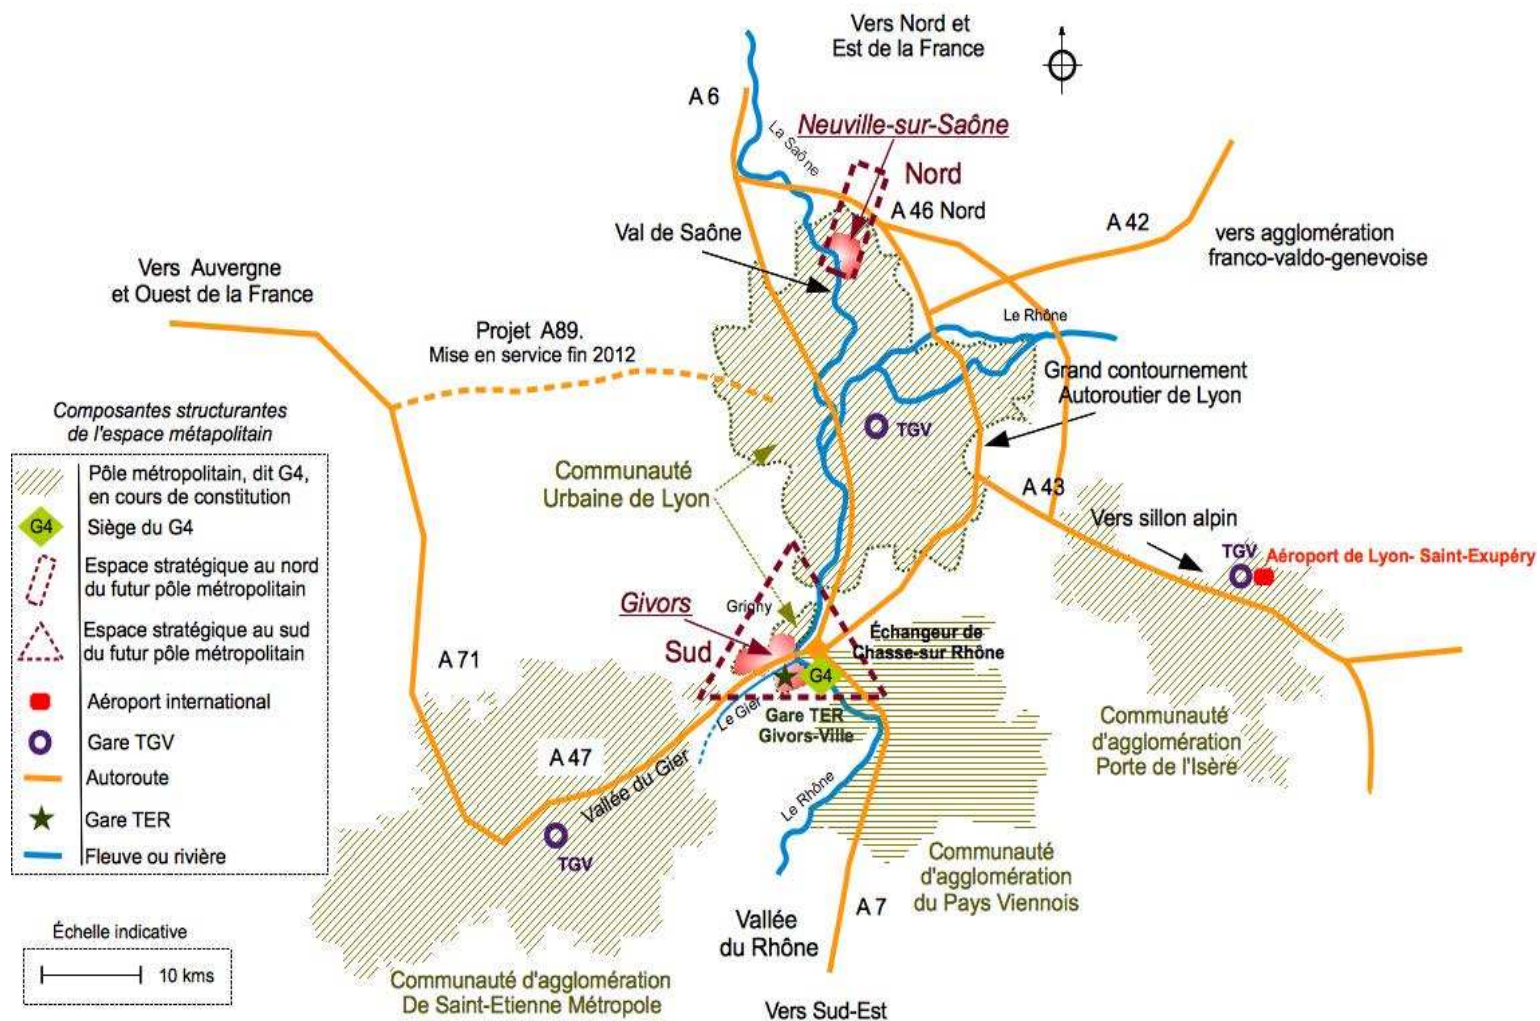 Vers Nord et
Est de la France
A 6
La Saône
Neuville-sur-Saône
Nord
A 46 Nord
A 42
Val de Saône
vers agglomération
franco-valdo-genevoise
Vers Auvergne
et Ouest de la France
Projet A89.
Mise en service fin 2012
Le Rhône
Grand contournement
Autoroutier de Lyon
TGV
Composantes structurantes
de l'espace métapolitain
Pôle métropolitain, dit G4,
en cours de constitution
G4
Siège du G4
Espace stratégique au nord
du futur pôle métropolitain
Espace stratégique au sud
du futur pôle métropolitain
Aéroport international
Gare TGV
Autoroute
Gare TER
Fleuve ou rivière
Échelle indicative
10 kms
Communauté
Urbaine de Lyon
A 43
Vers sillon alpin
TGV
Aéroport de Lyon- Saint-Exupéry
Givors
Grigny
Sud
Échangeur de
Chasse-sur Rhône
G4
A 71
Le Gier
Gare TER
Givors-Ville
A 47
Vallée du Gier
TGV
Le Rhône
Communauté
d'agglomération
Porte de l'Isère
Communauté
d'agglomération
du Pays Viennois
A 7
Vallée
du Rhône
Communauté d'agglomération
De Saint-Etienne Métropole
Vers Sud-Est